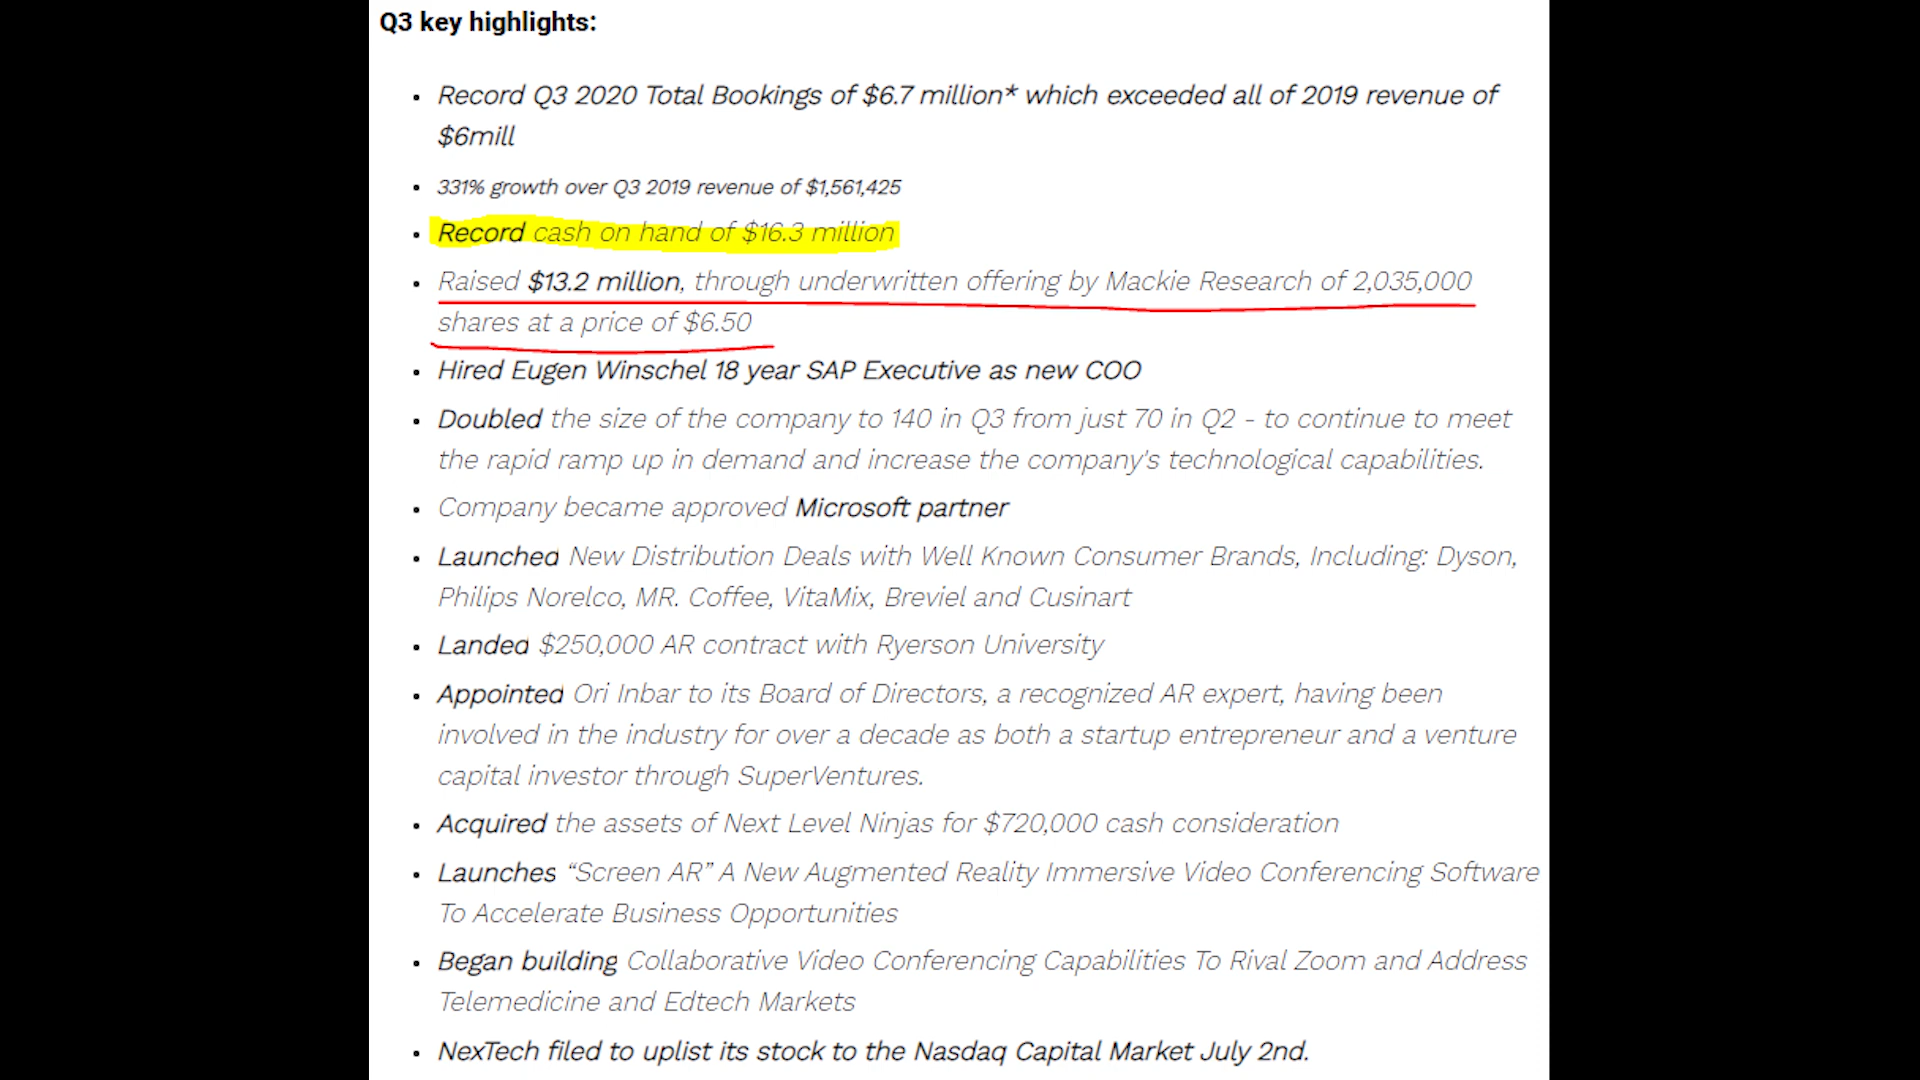 Q3 key highlights:
• Record Q3 2020 Total Bookings of $6.7 million* which exceeded all of 2019 revenue of
$6mill
• 331% growth over Q3 2019 revenue of $1,561,425
• Record cash on hand of $16.3 million
• Raised $13.2 million, through underwritten offering by Mackie Research of 2,035,000
shares at a price of $6.50
• Hired Eugen Winschel 18 year SAP Executive as new COO
• Doubled the size of the company to 140 in Q3 from just 70 in Q2 - to continue to meet
the rapid ramp up in demand and increase the company's technological capabilities.
• Company became approved Microsoft partner
• Launched New Distribution Deals with Well Known Consumer Brands, Including: Dyson,
Philips Norelco, MR. Coffee, VitaMix, Breviel and Cusinart
• Landed $250,000 AR contract with Ryerson University
• Appointed Ori Inbar to its Board of Directors, a recognized AR expert, having been
involved in the industry for over a decade as both a startup entrepreneur and a venture
capital investor through SuperVentures.
• Acquired the assets of Next Level Ninjas for $720,000 cash consideration
• Launches “Screen AR” A New Augmented Reality Immersive Video Conferencing Software
To Accelerate Business Opportunities
• Began building Collaborative Video Conferencing Capabilities To Rival Zoom and Address
Telemedicine and Edtech Markets
• NexTech filed to uplist its stock to the Nasdaq Capital Market July 2nd.